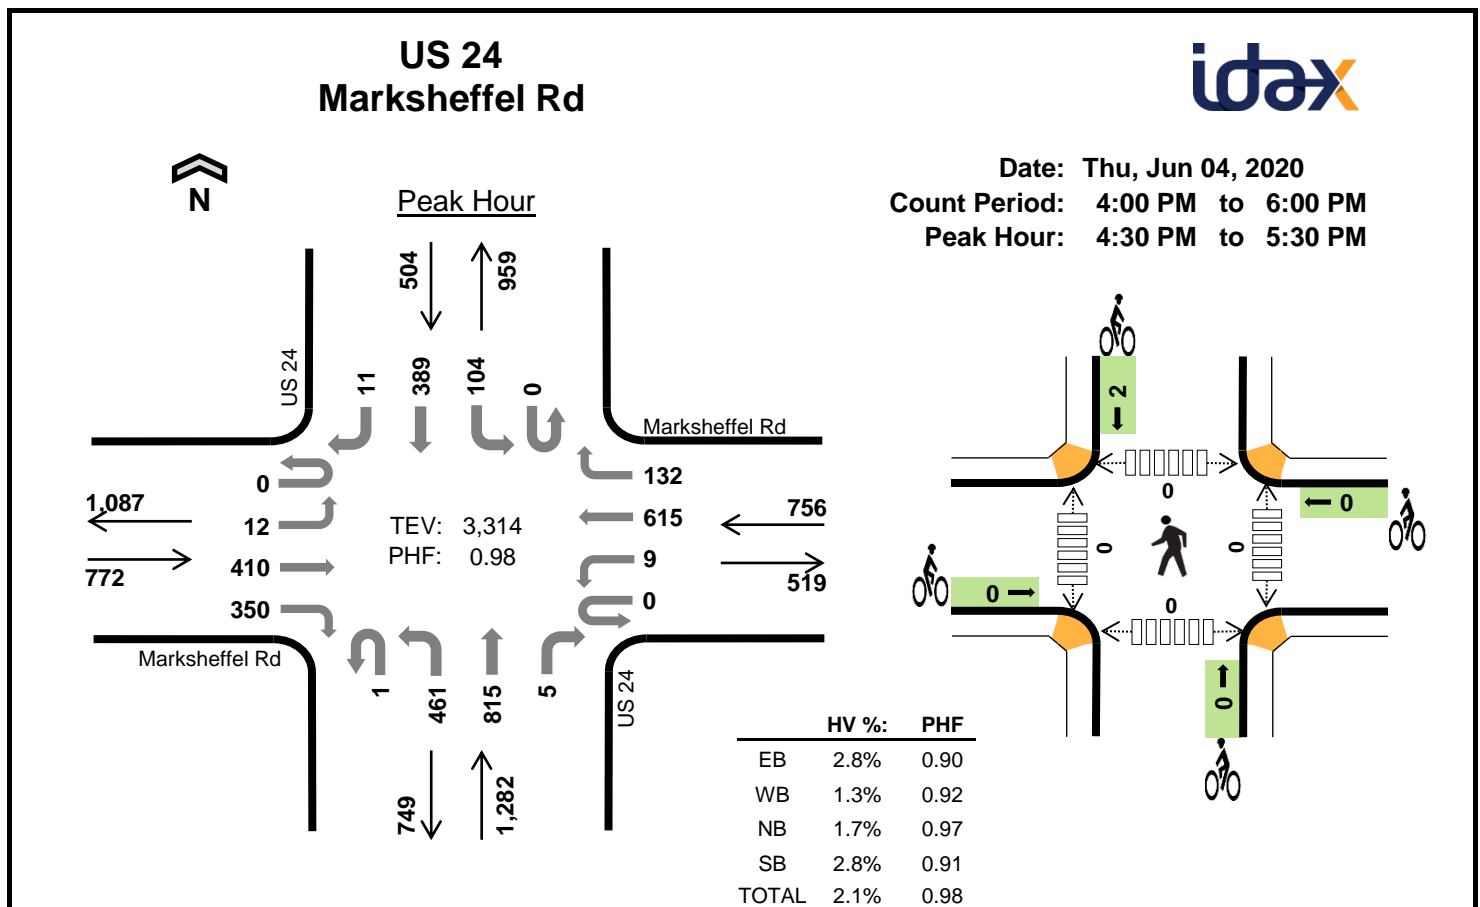 US 24
Marksheffel Rd
idax
N
Peak Hour
Date: Thu, Jun 04, 2020
Count Period: 4:00 PM to 6:00 PM
Peak Hour: 4:30 PM to 5:30 PM
504
959
US 24
11
389
104
0
Marksheffel Rd
0
12
410
350
1,087
772
TEV: 3,314
PHF: 0.98
132
615
9
0
756
519
Marksheffel Rd
1
461
815
5
US 24
749
1,282
HV %: PHF
EB 2.8% 0.90
WB 1.3% 0.92
NB 1.7% 0.97
SB 2.8% 0.91
TOTAL 2.1% 0.98
2
0
0
0
0
0
0
0